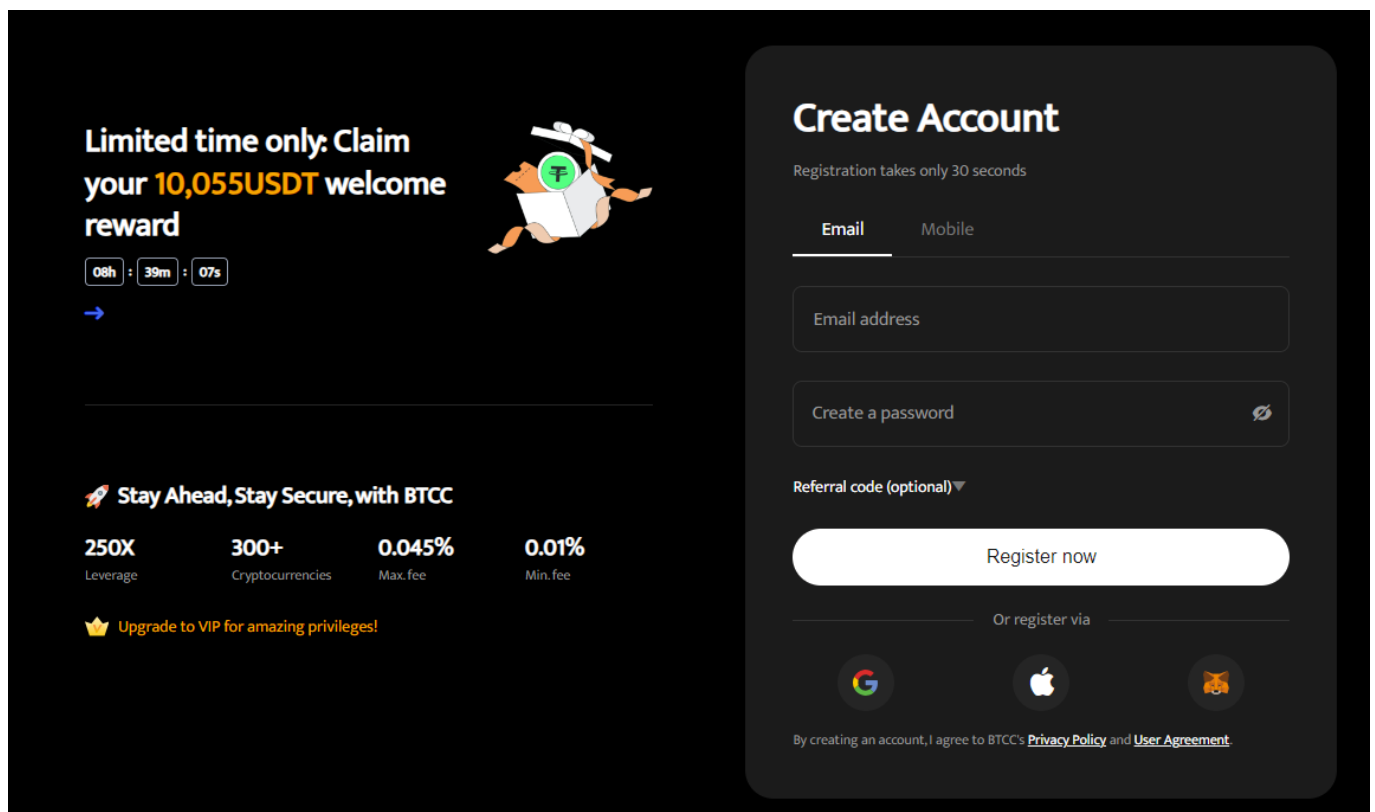 Limited time only: Claim
your 10,055USDT welcome
reward
08h : 39m : 07s
Stay Ahead, Stay Secure, with BTCC
250X 300+ 0.045% 0.01%
Leverage Cryptocurrencies Max. fee Min. fee
Upgrade to VIP for amazing privileges!
Create Account
Registration takes only 30 seconds
Email Mobile
Email address
Create a password
Referral code (optional)
Register now
Or register via
By creating an account, I agree to BTCC's Privacy Policy and User Agreement.